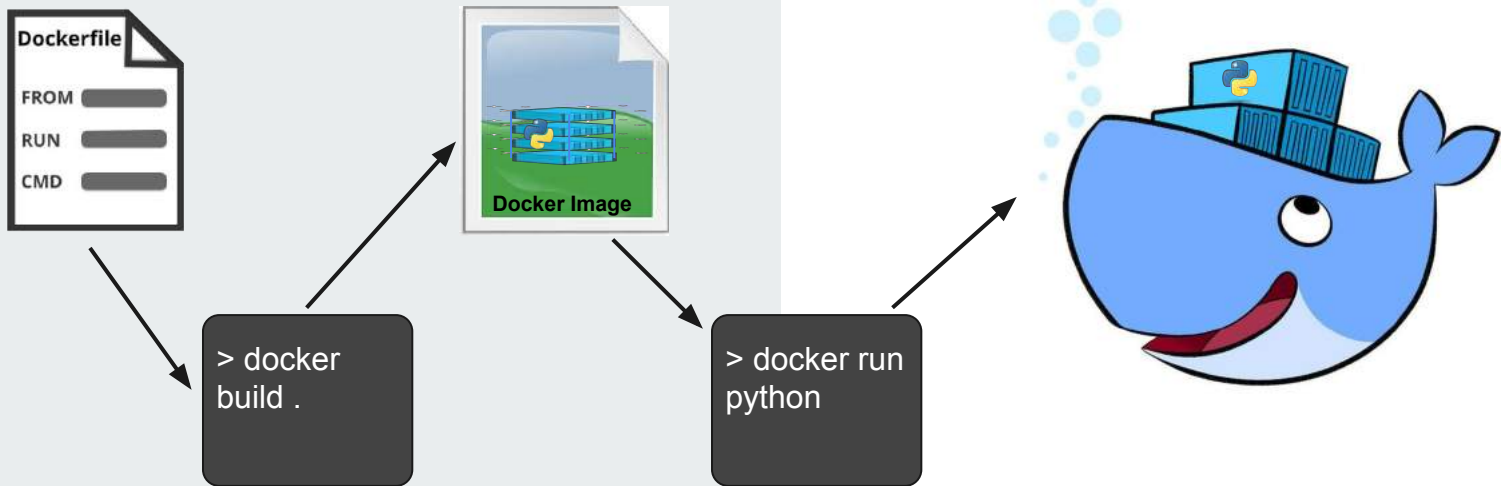 Dockerfile
FROM
RUN
CMD
> docker
build .
Docker Image
> docker run
python